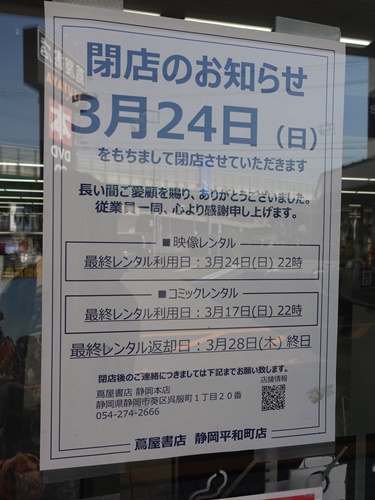 閉店のお知らせ
3月24日（日）
をもちまして閉店させていただきます
長い間ご愛顧を賜り、ありがとうございました。
従業員一同、心より感謝申し上げます。
■映像レンタル
最終レンタル利用日：3月24日(日) 22時
■コミックレンタル
最終レンタル利用日：3月17日(日) 22時
最終レンタル返却日：3月28日(木) 終日
閉店後のご連絡につきましては下記までお願い致します。
蔦屋書店 静岡本店
静岡県静岡市葵区呉服町１丁目２０番
054-274-2666
店舗情報
蔦屋書店 静岡平和町店
蔦屋書店
本
DVD